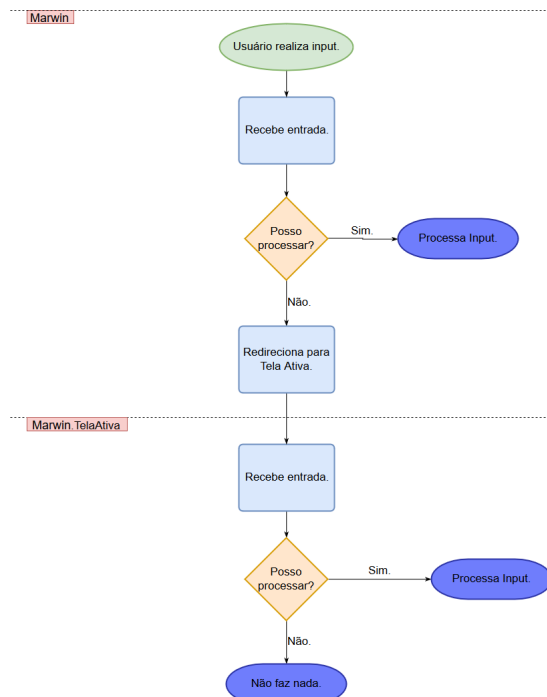 Marwin
Usuário realiza input.
Recebe entrada.
Posso
processar?
Sim.
Processa Input.
Não.
Redireciona para
Tela Ativa.
Marwin.TelaAtiva
Recebe entrada.
Posso
processar?
Sim.
Processa Input.
Não.
Não faz nada.